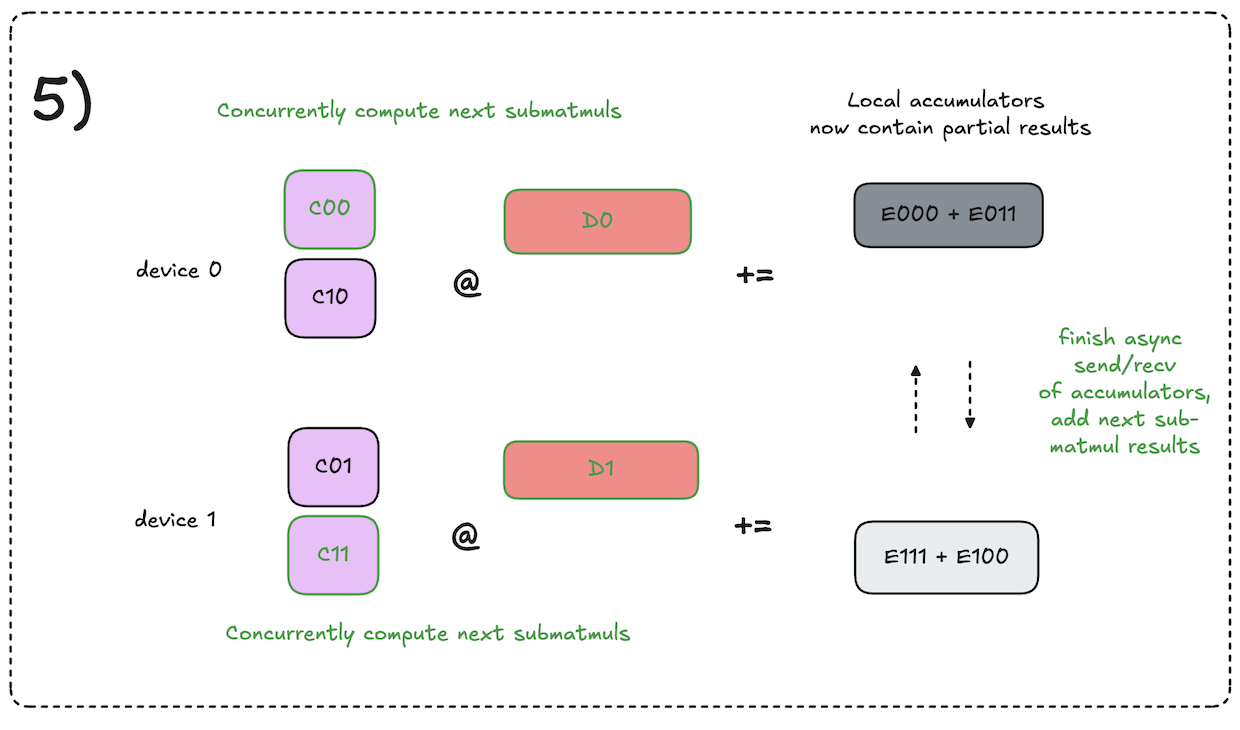 5)
Concurrently compute next submatmuls
Local accumulators
now contain partial results
C00
D0
E000 + E011
device 0
@
+=
C10
finish async
send/recv
of accumulators,
add next sub-
matmul results
C01
D1
device 1
@
+=
C11
E111 + E100
Concurrently compute next submatmuls